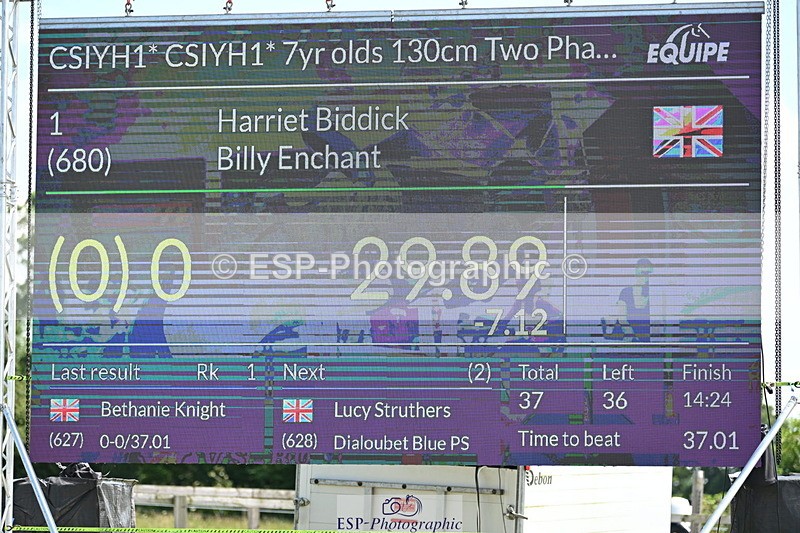 CSIYH1* CSIYH1* 7yr olds 130cm Two Pha...
EQUIPE
1 Harriet Biddick
(680) Billy Enchant
(0) 0 29.89
-7.12
© ESP-Photographic ©
Last result Rk 1 Next (2) Total Left Finish
Bethanie Knight Lucy Struthers 37 36 14:24
(627) 0-0/37.01 (628) Dialoubet Blue PS Time to beat 37.01
Debon
ESP-Photographic